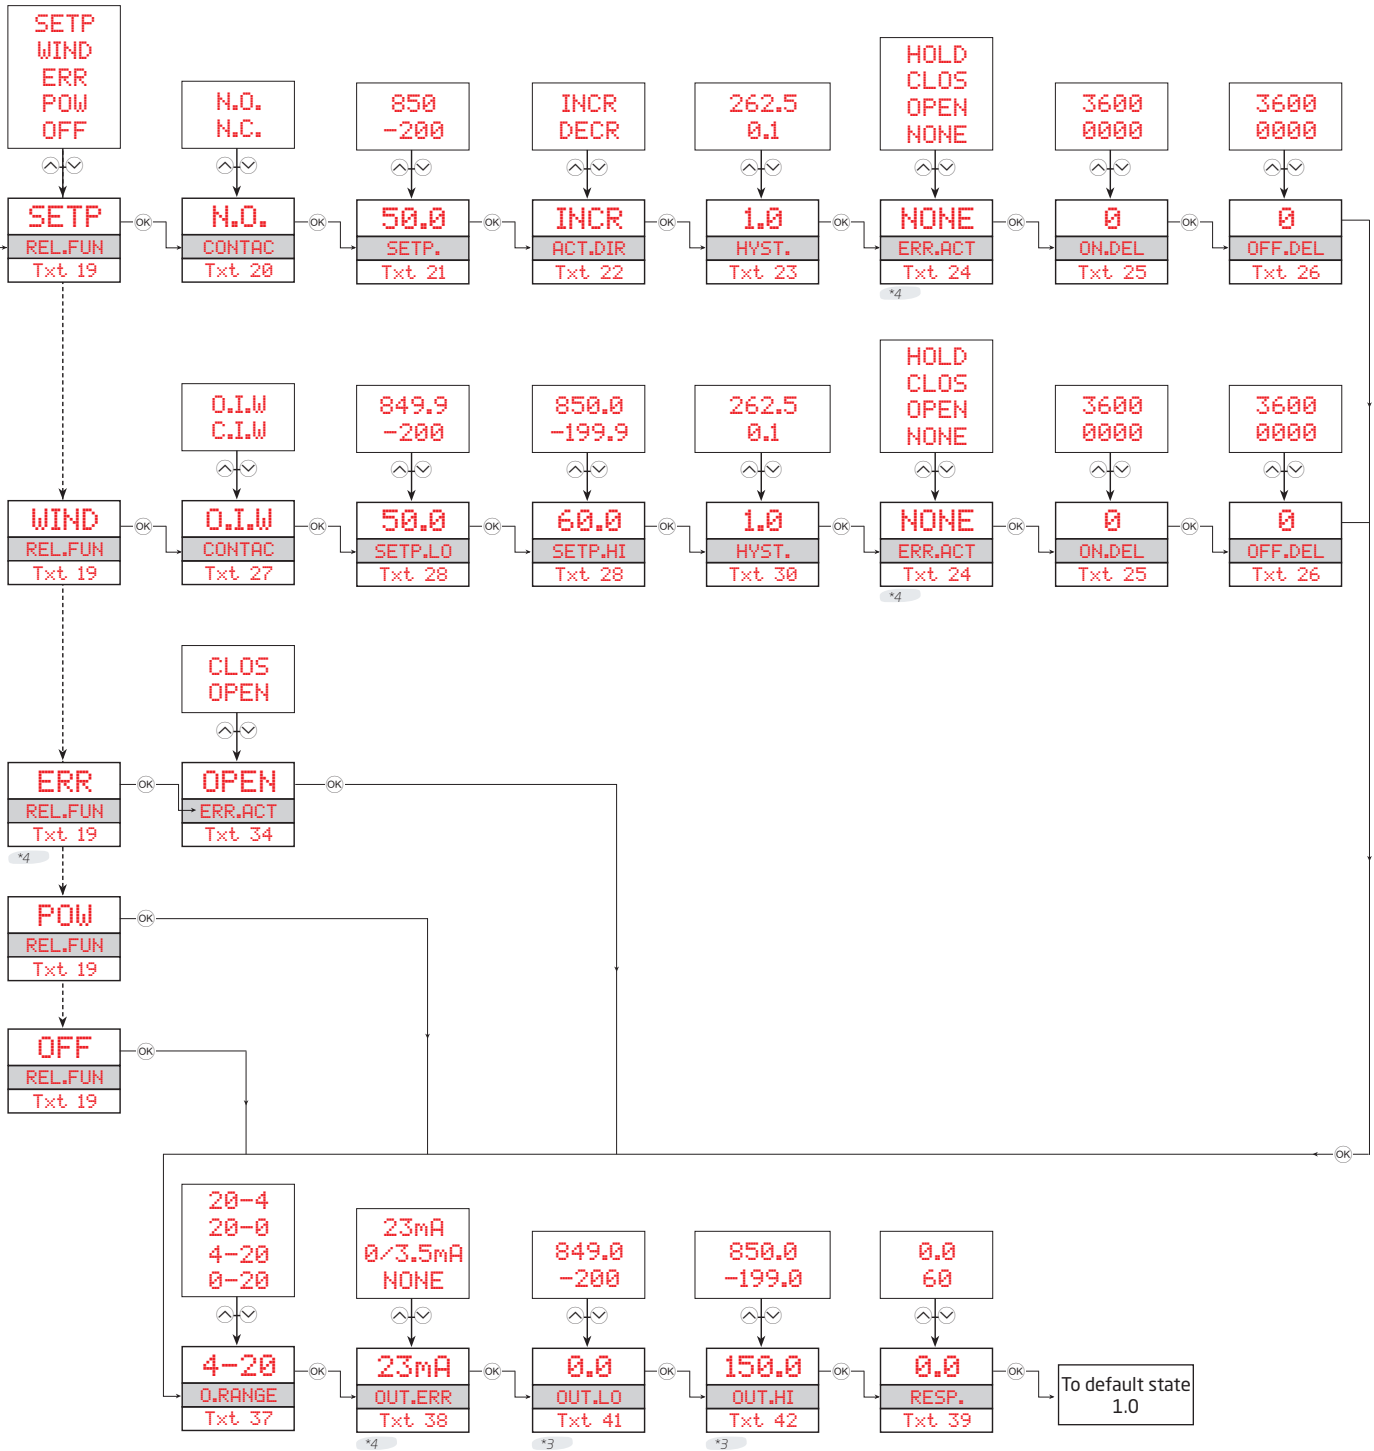 SETP
WIND
ERR
POW
OFF
N.O.
N.C.
850
-200
INCR
DECR
262.5
0.1
HOLD
CLOS
OPEN
NONE
3600
0000
3600
0000
SETP
REL.FUN
Txt 19
OK
N.O.
CONTAC
Txt 20
OK
50.0
SETP.
Txt 21
OK
INCR
ACT.DIR
Txt 22
OK
1.0
HYST.
Txt 23
OK
NONE
ERR.ACT
Txt 24
*4
OK
0
ON.DEL
Txt 25
OK
0
OFF.DEL
Txt 26
O.I.W
C.I.W
849.9
-200
850.0
-199.9
262.5
0.1
HOLD
CLOS
OPEN
NONE
3600
0000
3600
0000
WIND
REL.FUN
Txt 19
OK
O.I.W
CONTAC
Txt 27
OK
50.0
SETP.LO
Txt 28
OK
60.0
SETP.HI
Txt 28
OK
1.0
HYST.
Txt 30
OK
NONE
ERR.ACT
Txt 24
*4
OK
0
ON.DEL
Txt 25
OK
0
OFF.DEL
Txt 26
CLOS
OPEN
ERR
REL.FUN
Txt 19
*4
OK
OPEN
ERR.ACT
Txt 34
OK
POW
REL.FUN
Txt 19
OK
OFF
REL.FUN
Txt 19
OK
OK
20-4
20-0
4-20
0-20
23mA
0/3.5mA
NONE
849.0
-200
850.0
-199.0
0.0
60
4-20
O.RANGE
Txt 37
OK
23mA
OUT.ERR
Txt 38
*4
OK
0.0
OUT.LO
Txt 41
*3
OK
150.0
OUT.HI
Txt 42
*3
OK
0.0
RESP.
Txt 39
OK
To default state
1.0